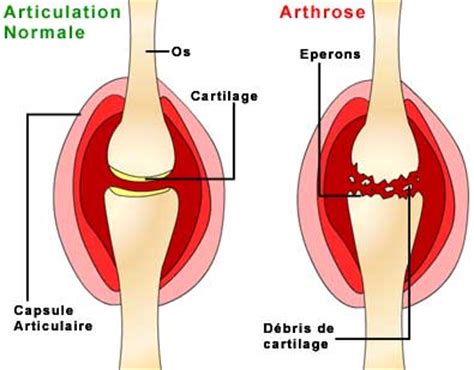 Articulation
Normale
Os
Cartilage
Capsule
Articulaire
Arthrose
Eperons
Débris de
cartilage